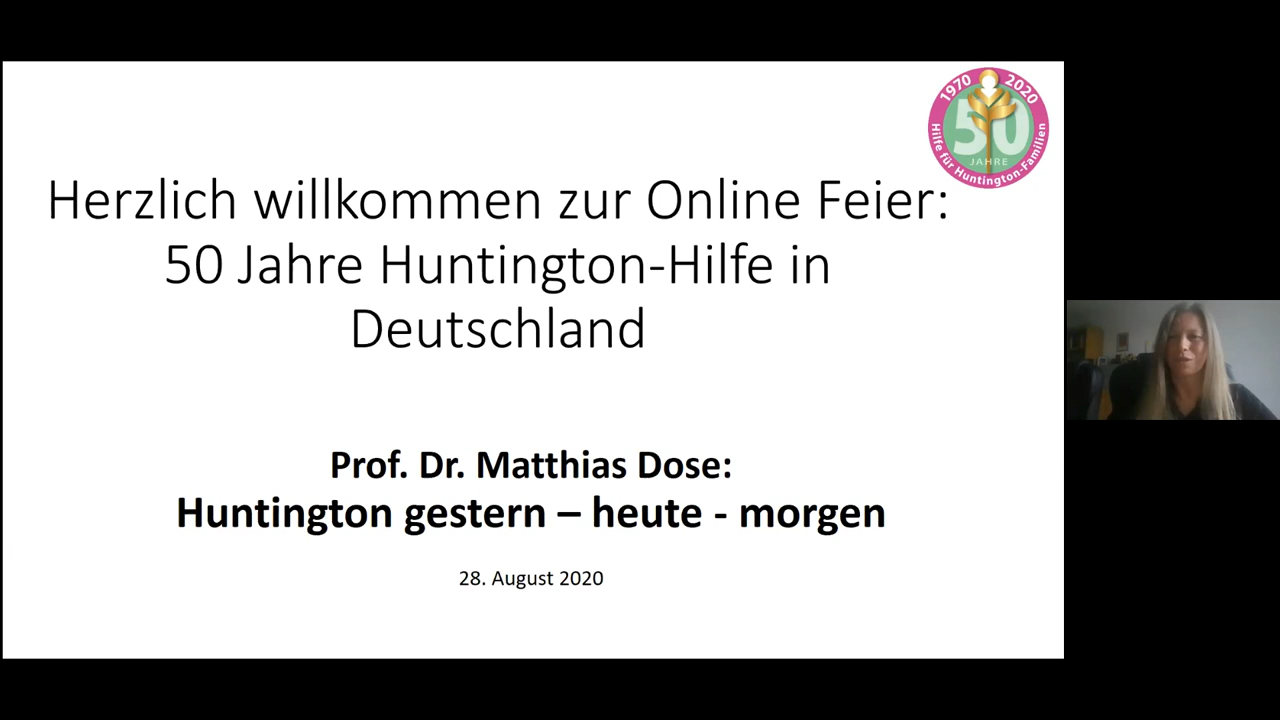 1970 2020
50
JAHRE
Hilfe für Huntington-Familien
Herzlich willkommen zur Online Feier:
50 Jahre Huntington-Hilfe in
Deutschland
Prof. Dr. Matthias Dose:
Huntington gestern – heute - morgen
28. August 2020